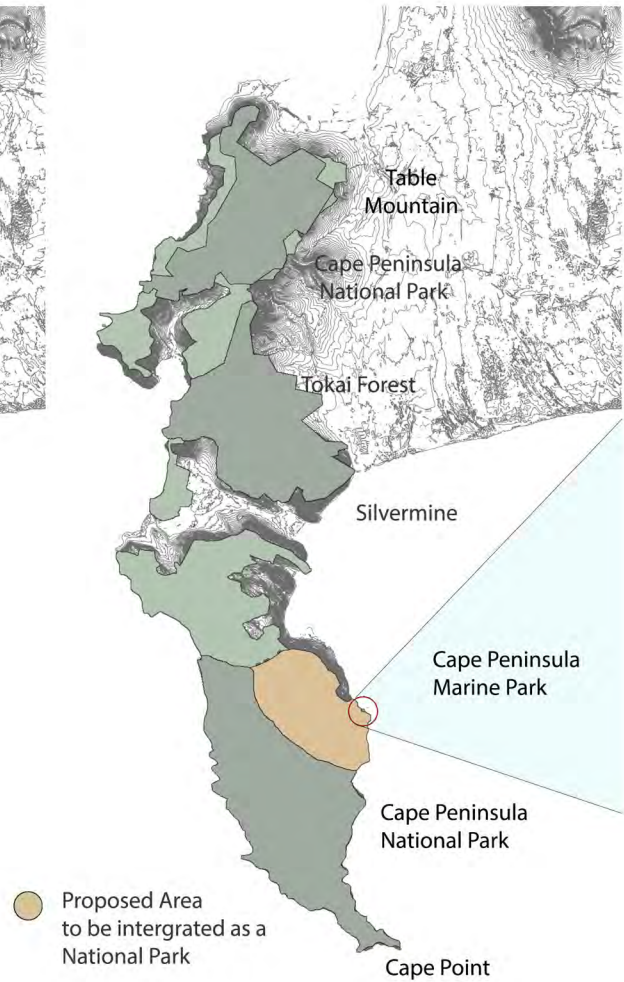 Table
Mountain
Cape Peninsula
National Park
Tokai Forest
Silvermine
Cape Peninsula
Marine Park
Cape Peninsula
National Park
Proposed Area
to be intergrated as a
National Park
Cape Point